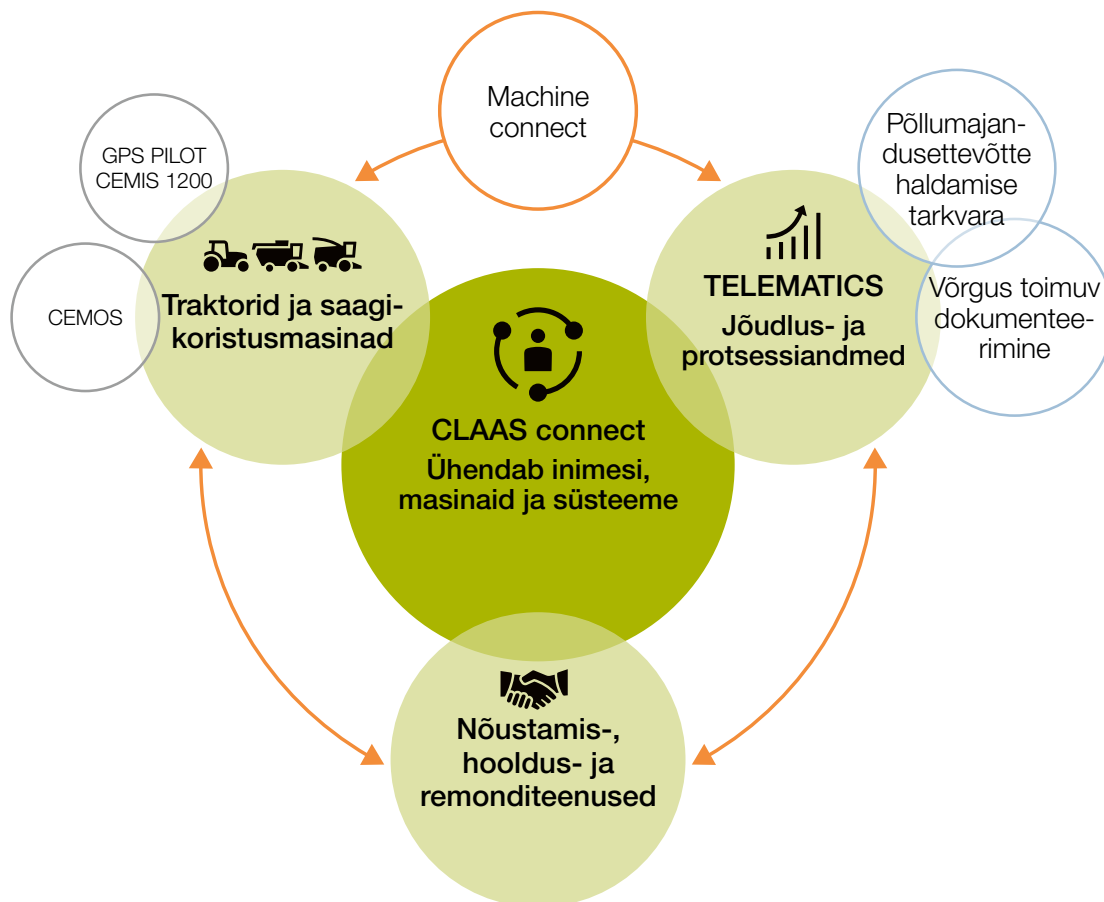 Machine
connect
GPS PILOT
CEMIS 1200
CEMOS
Traktorid ja saagi-
koristusmasinad
Põllumajan-
dusettevõtte
haldamise
tarkvara
TELEMATICS
Jõudlus- ja
protsessiandmed
Võrgus toimuv
dokumentee-
rimine
CLAAS connect
Ühendab inimesi,
masinaid ja süsteeme
Nõustamis-,
hooldus- ja
remonditeenused